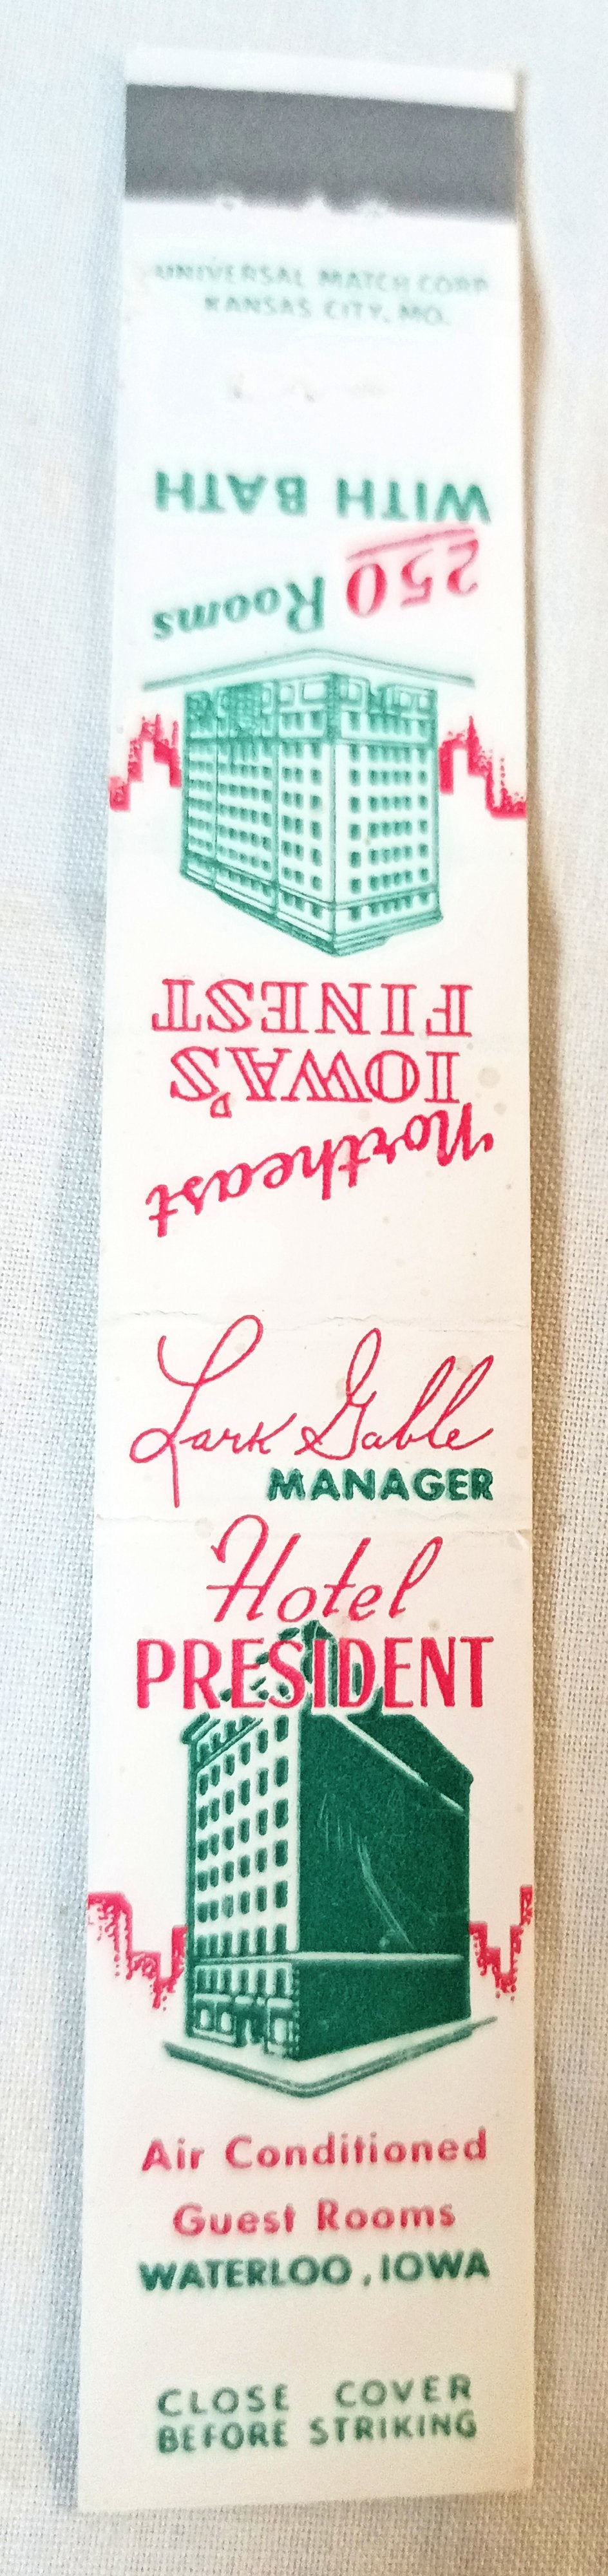 UNIVERSAL MATCH CORP.
KANSAS CITY, MO.
Northeast
IOWA'S
FINEST
250 Rooms
WITH BATH
Lark Gable
MANAGER
Hotel
PRESIDENT
Air Conditioned
Guest Rooms
WATERLOO, IOWA
CLOSE COVER
BEFORE STRIKING